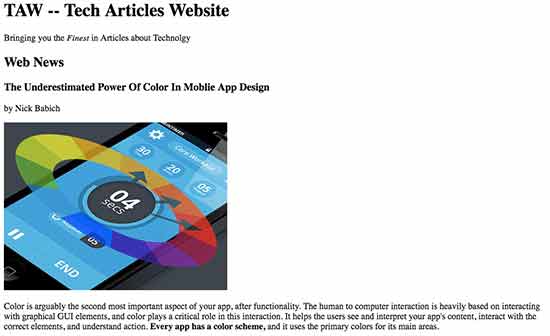 TAW -- Tech Articles Website
Bringing you the Finest in Articles about Technolgy
Web News
The Underestimated Power Of Color In Moblie App Design
by Nick Babich
Core Workout
30
20
05
04
secs
05
END
Color is arguably the second most important aspect of your app, after functionality. The human to computer interaction is heavily based on interacting
with graphical GUI elements, and color plays a critical role in this interaction. It helps the users see and interpret your app's content, interact with the
correct elements, and understand action. Every app has a color scheme, and it uses the primary colors for its main areas.